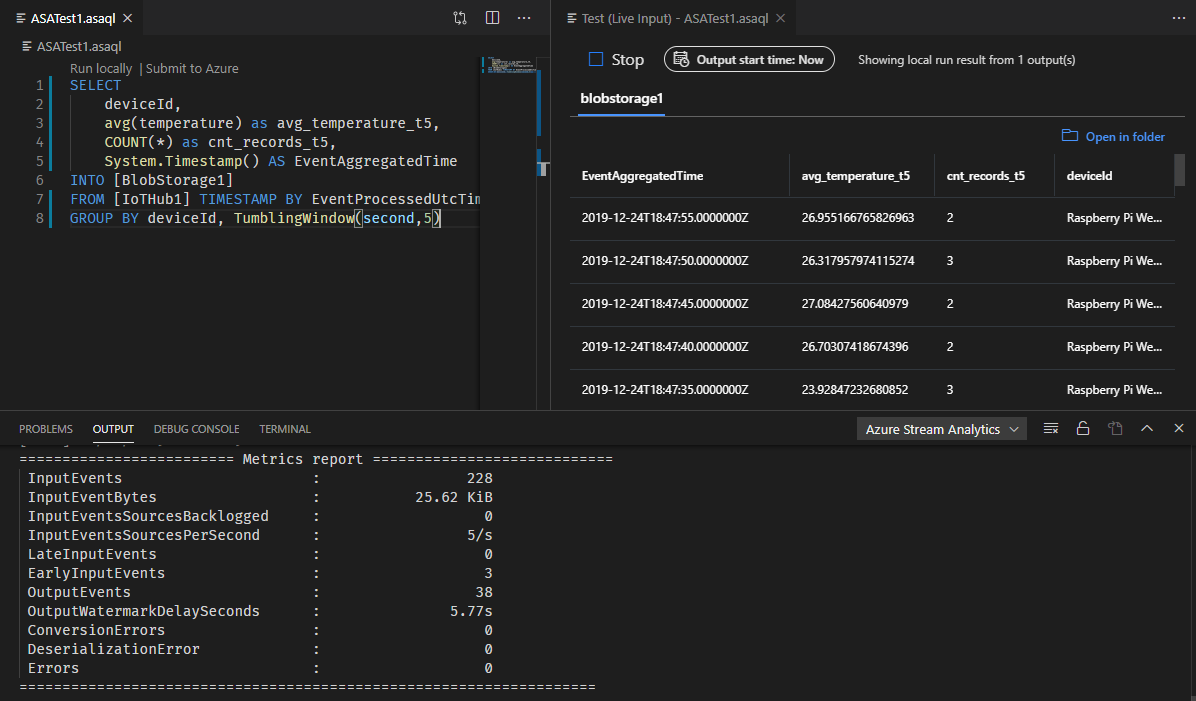 ASATest1.asaql
ASATest1.asaql
Run locally | Submit to Azure
1 SELECT
2 deviceId,
3 avg(temperature) as avg_temperature_t5,
4 COUNT(*) as cnt_records_t5,
5 System.Timestamp() AS EventAggregatedTime
6 INTO [BlobStorage1]
7 FROM [IoTHub1] TIMESTAMP BY EventProcessedUtcTim
8 GROUP BY deviceId, TumblingWindow(second,5)
Test (Live Input) - ASATest1.asaql
Stop Output start time: Now Showing local run result from 1 output(s)
blobstorage1
Open in folder
EventAggregatedTime avg_temperature_t5 cnt_records_t5 deviceId
2019-12-24T18:47:55.0000000Z 26.955166765826963 2 Raspberry Pi We...
2019-12-24T18:47:50.0000000Z 26.317957974115274 3 Raspberry Pi We...
2019-12-24T18:47:45.0000000Z 27.08427560640979 2 Raspberry Pi We...
2019-12-24T18:47:40.0000000Z 26.70307418674396 2 Raspberry Pi We...
2019-12-24T18:47:35.0000000Z 23.92847232680852 3 Raspberry Pi We...
PROBLEMS OUTPUT DEBUG CONSOLE TERMINAL Azure Stream Analytics
========================= Metrics report ============================
InputEvents : 228
InputEventBytes : 25.62 KiB
InputEventsSourcesBacklogged : 0
InputEventsSourcesPerSecond : 5/s
LateInputEvents : 0
EarlyInputEvents : 3
OutputEvents : 38
OutputWatermarkDelaySeconds : 5.77s
ConversionErrors : 0
DeserializationError : 0
Errors : 0
===================================================================